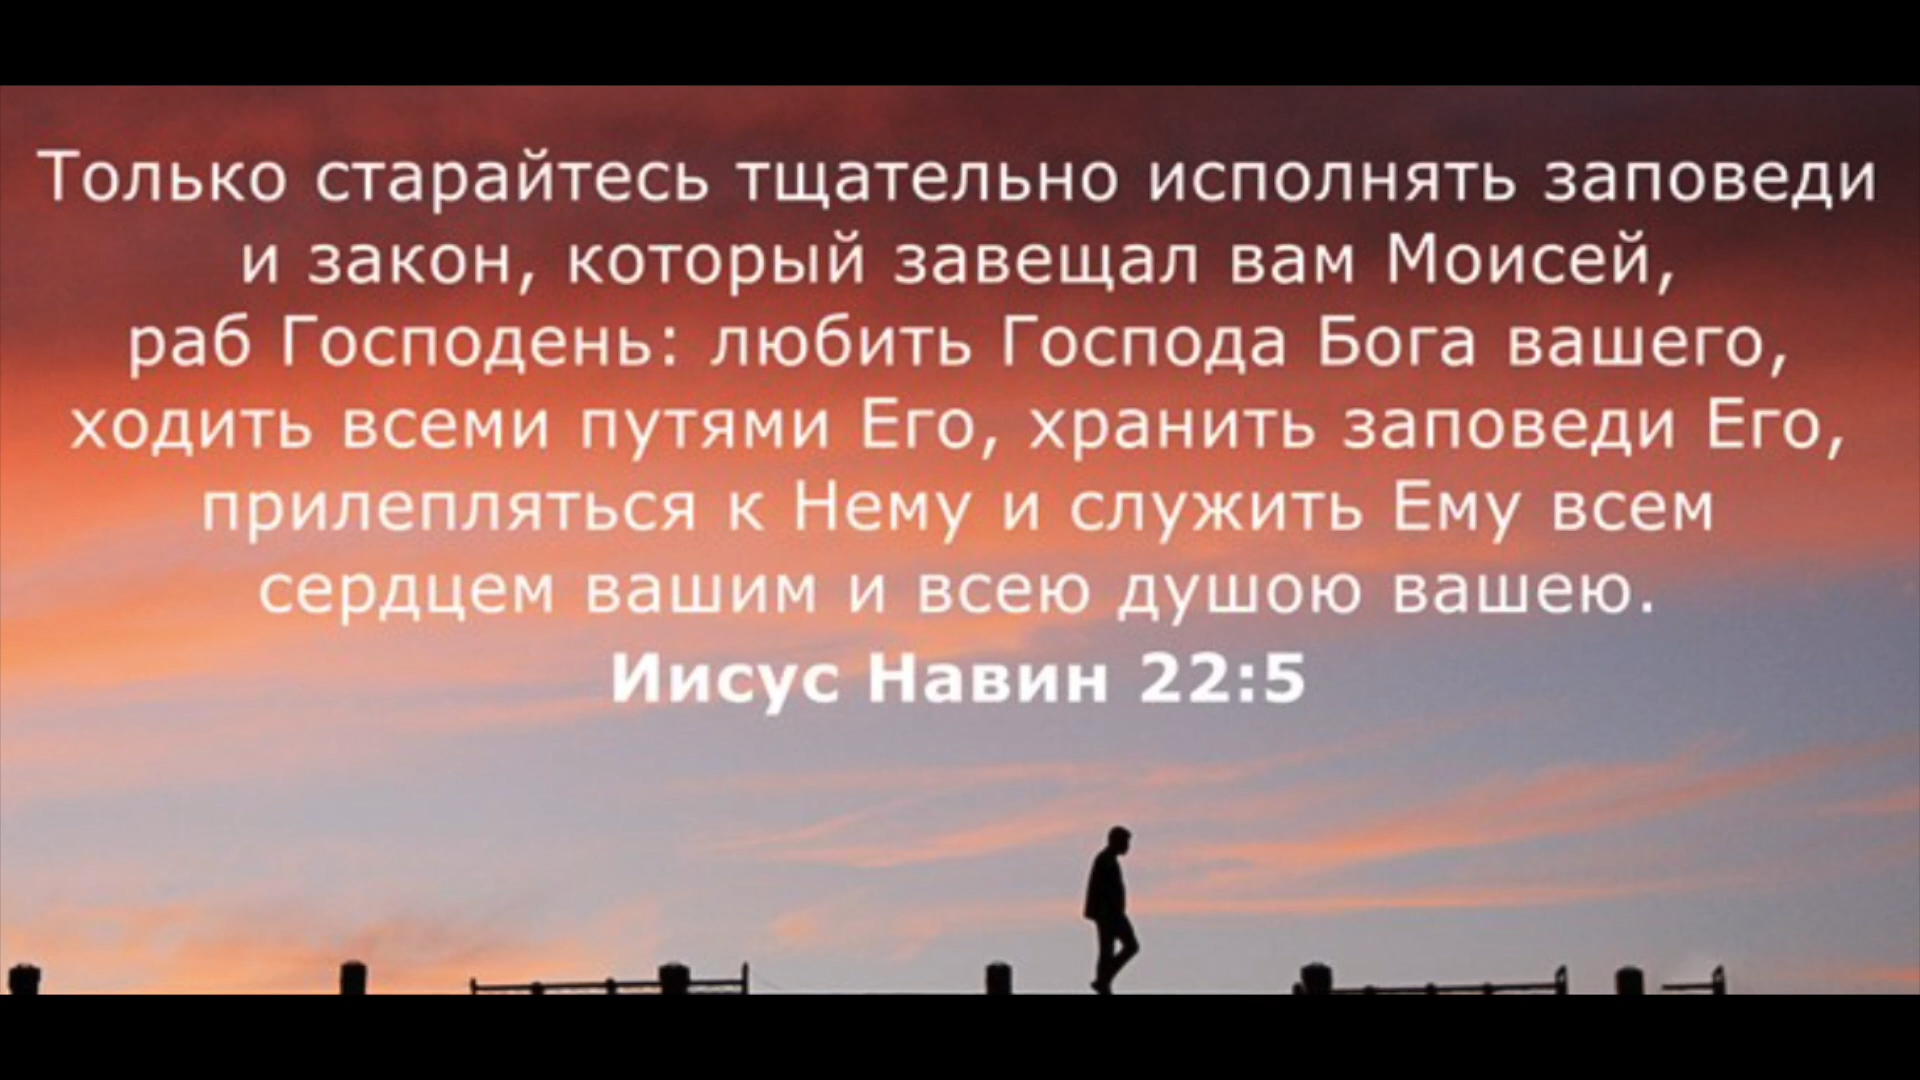 Только старайтесь тщательно исполнять заповеди
и закон, который завещал вам Моисей,
раб Господень: любить Господа Бога вашего,
ходить всеми путями Его, хранить заповеди Его,
прилепляться к Нему и служить Ему всем
сердцем вашим и всею душою вашею.
Иисус Навин 22:5